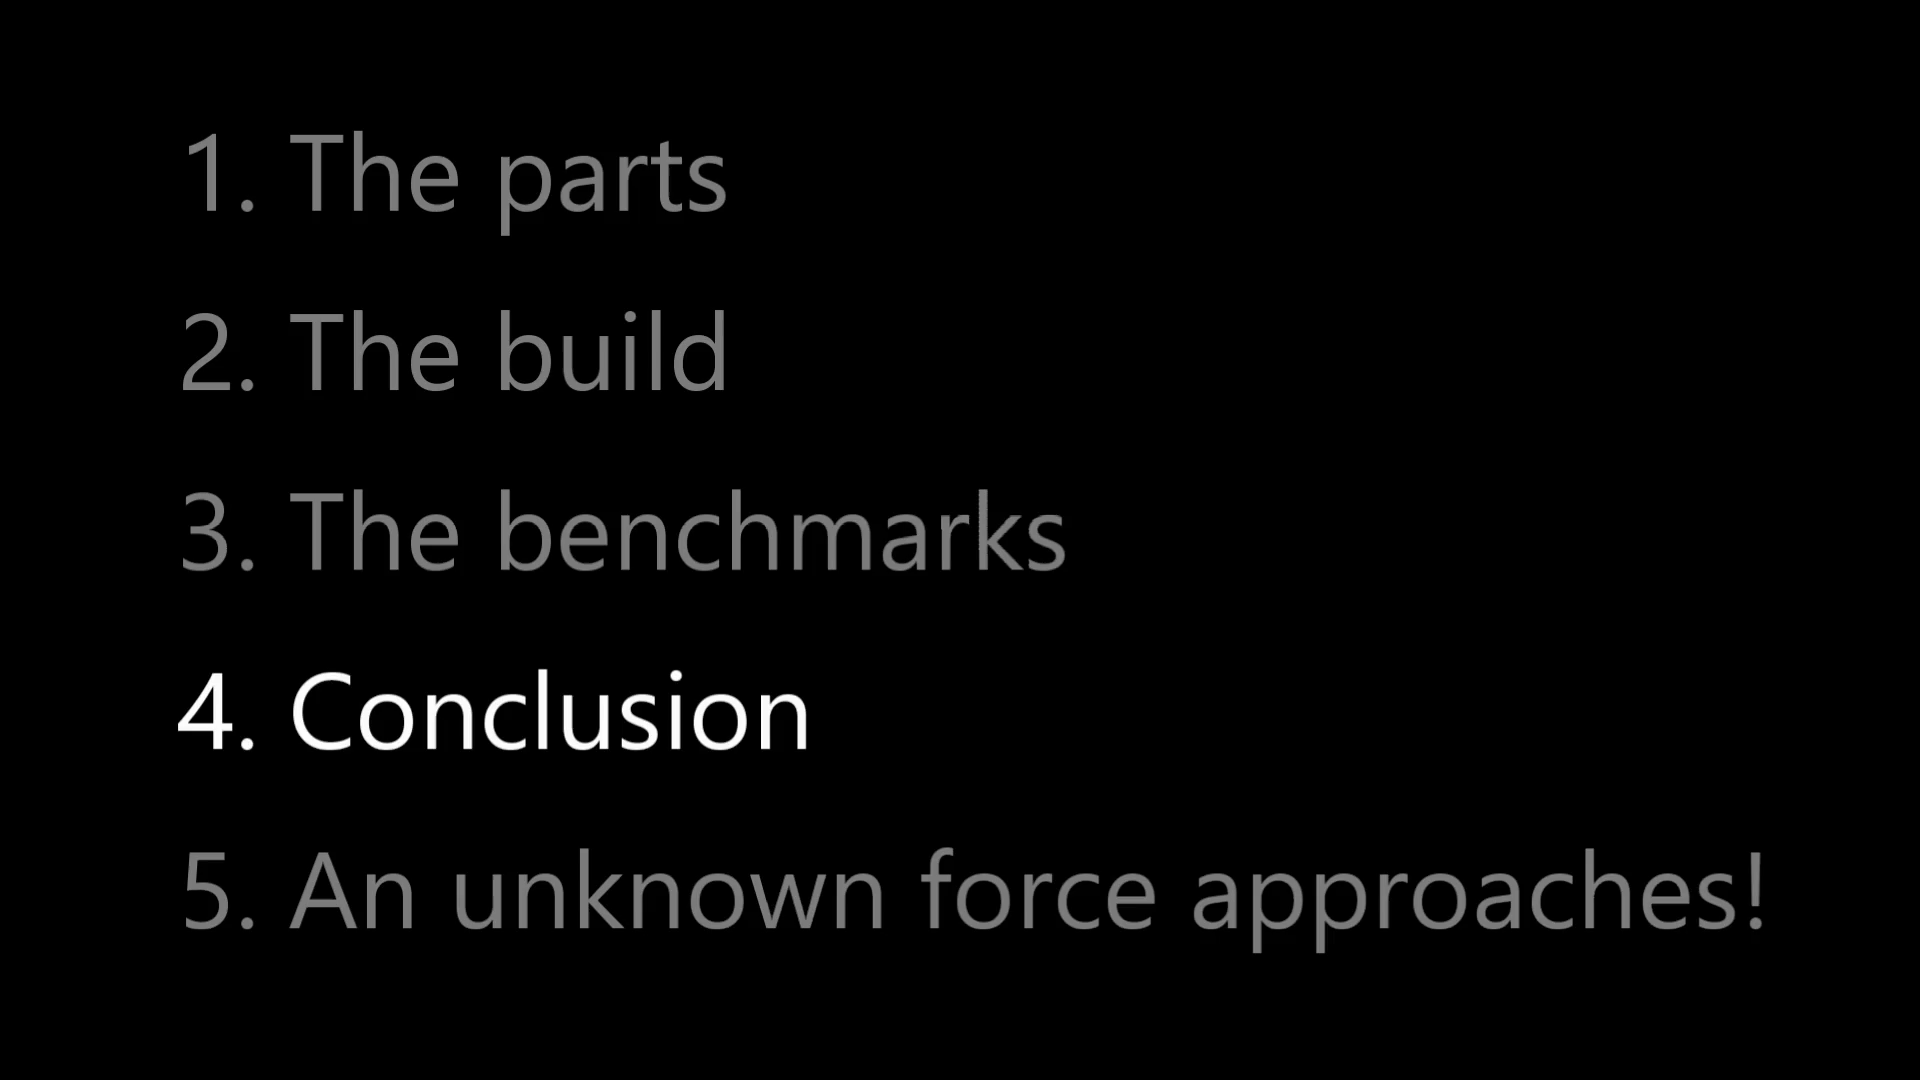 1. The parts
2. The build
3. The benchmarks
4. Conclusion
5. An unknown force approaches!